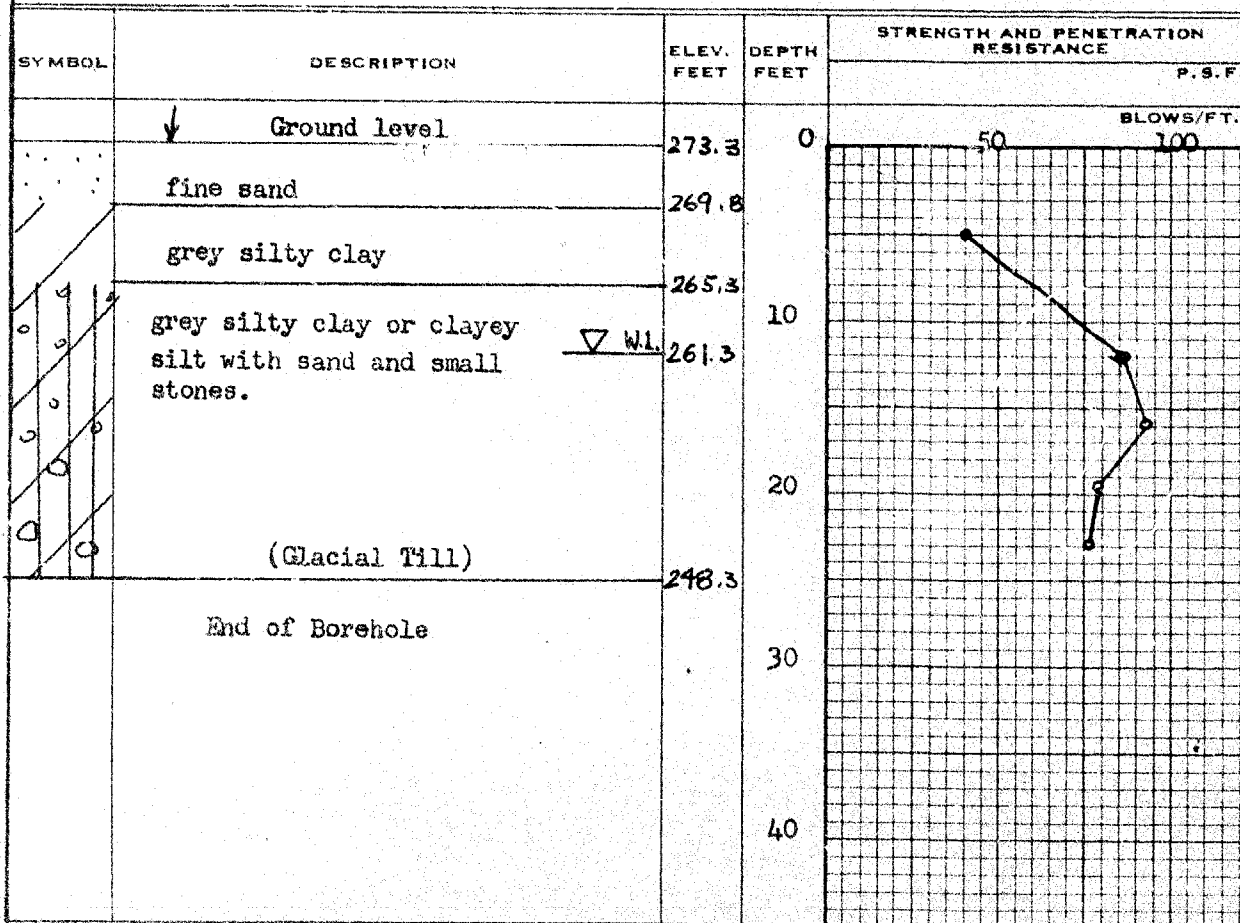 SYMBOL
DESCRIPTION
ELEV. FEET
DEPTH FEET
STRENGTH AND PENETRATION RESISTANCE
P.S.F
BLOWS/FT.
Ground level
273.3
0
50
100
fine sand
269.8
grey silty clay
265.3
grey silty clay or clayey
silt with sand and small
stones.
W.L.
261.3
10
20
(Glacial Till)
248.3
End of Borehole
30
40